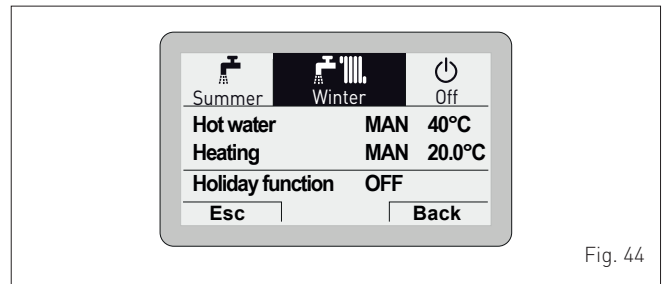 Summer Winter Off
Hot water MAN 40°C
Heating MAN 20.0°C
Holiday function OFF
Esc Back
Fig. 44